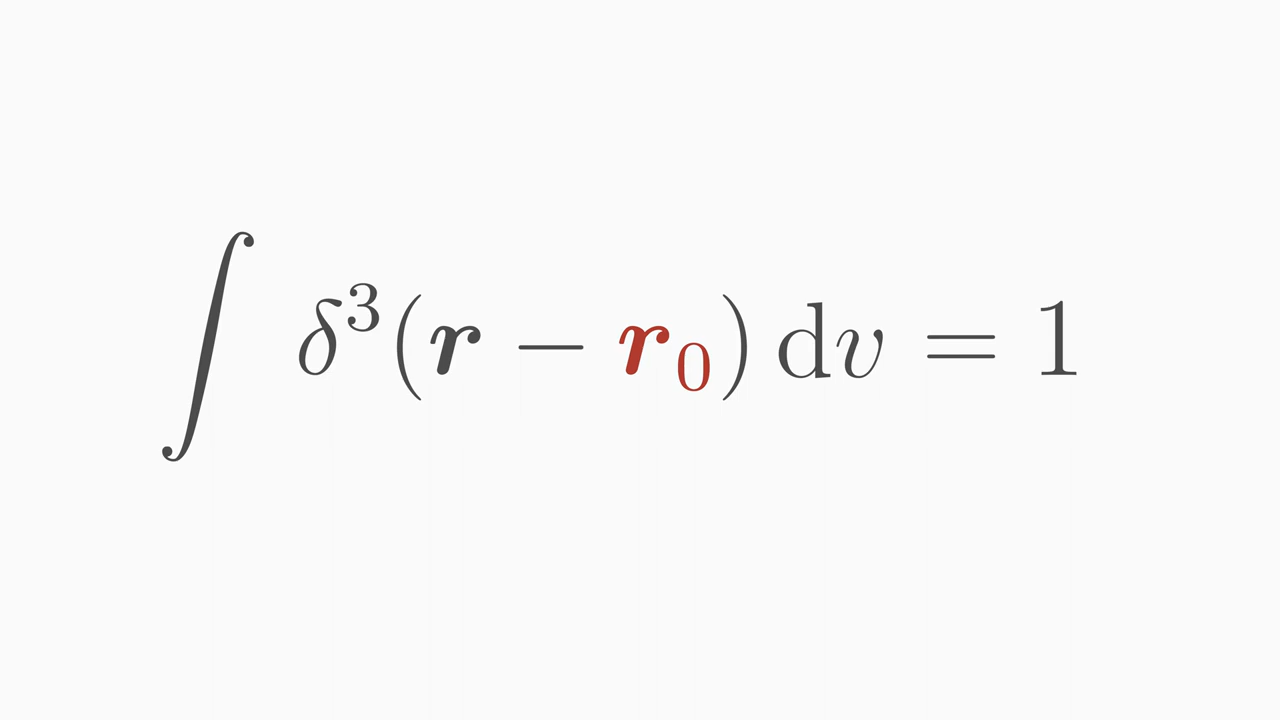 ∫ δ³(𝒓 − 𝒓₀) d𝑣 = 1